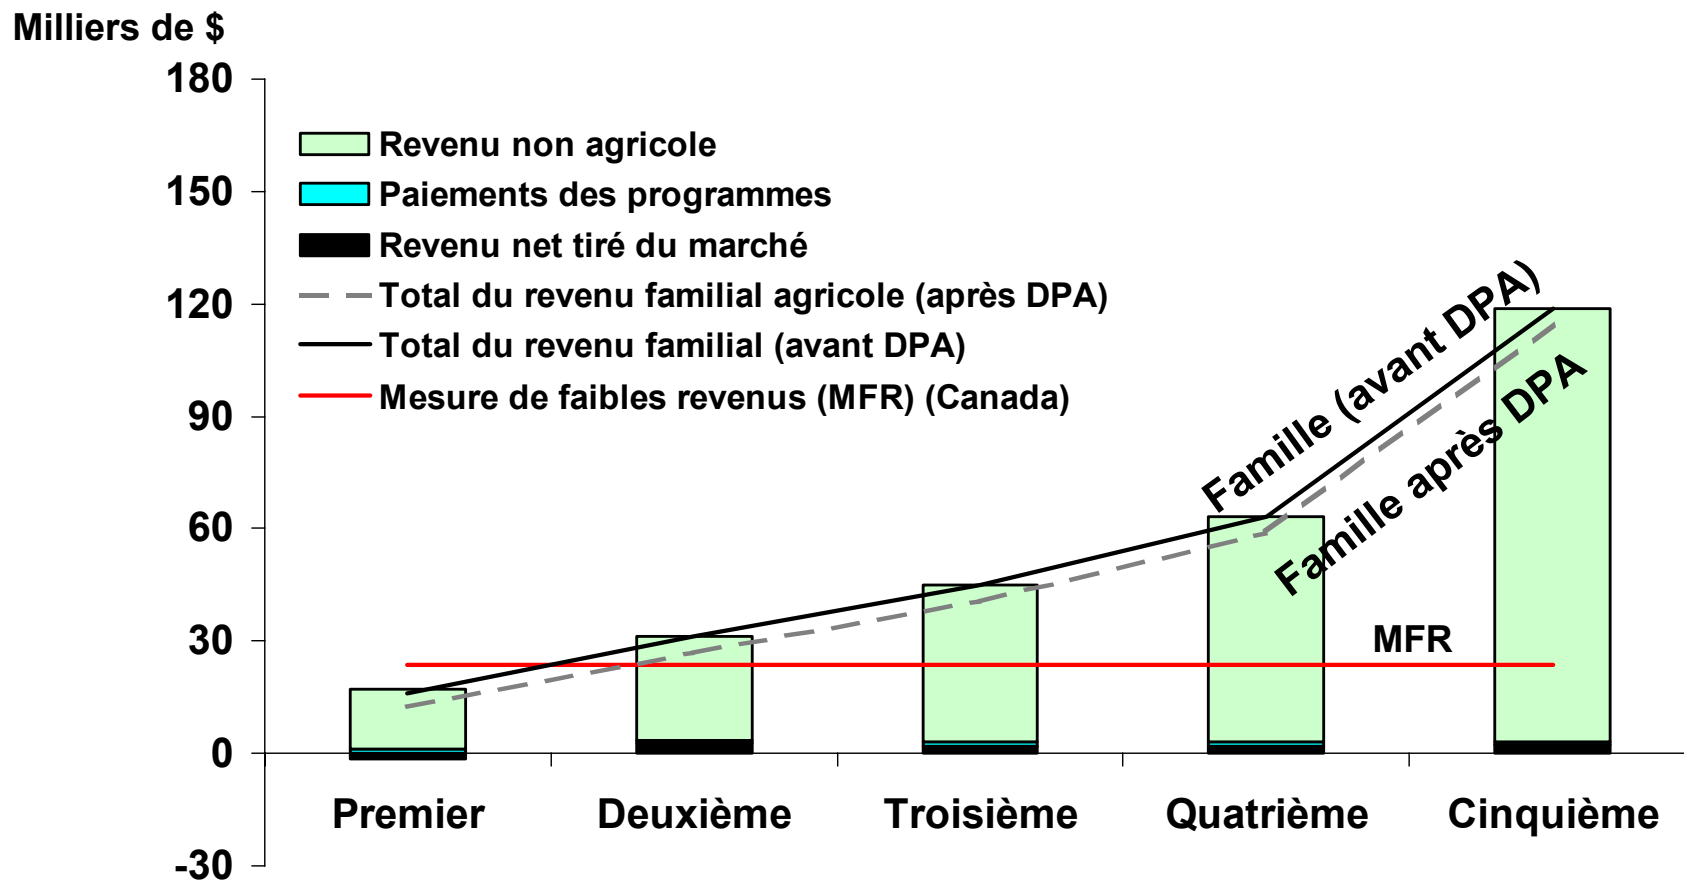 Milliers de $
180
150
120
90
60
30
0
-30
Revenu non agricole
Paiements des programmes
Revenu net tiré du marché
Total du revenu familial agricole (après DPA)
Total du revenu familial (avant DPA)
Mesure de faibles revenus (MFR) (Canada)
Famille (avant DPA)
Famille après DPA
MFR
Premier
Deuxième
Troisième
Quatrième
Cinquième